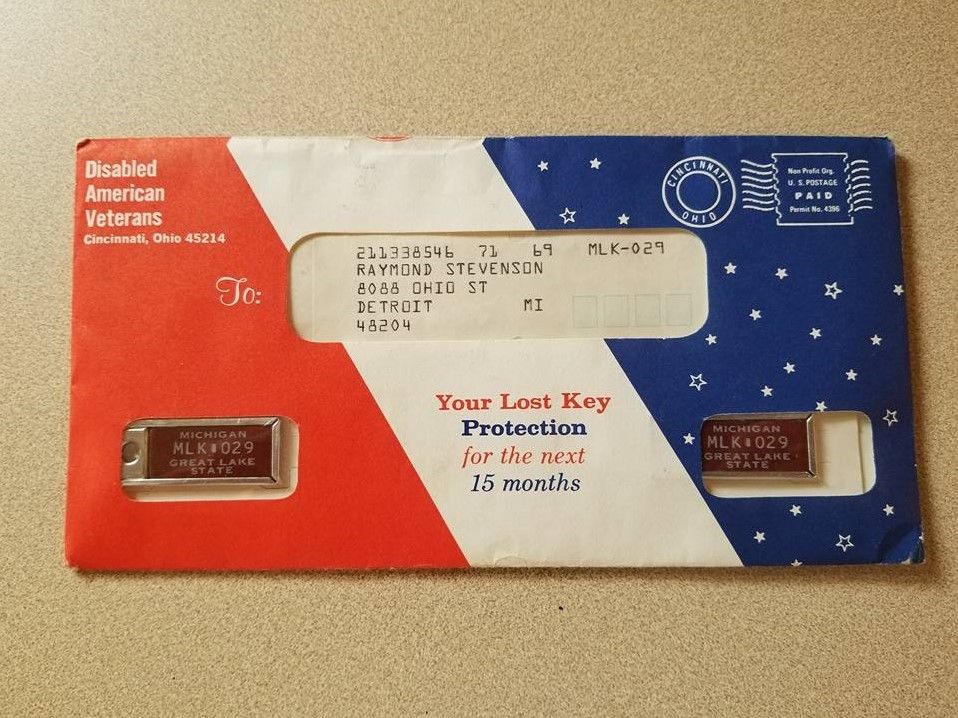 Disabled
American
Veterans
Cincinnati, Ohio 45214
CINCINNATI
OHIO
Non Profit Org.
U. S. POSTAGE
PAID
Permit No. 4396
To:
211338546 71 69 MLK-029
RAYMOND STEVENSON
8088 OHIO ST
DETROIT MI
48204
Your Lost Key
Protection
for the next
15 months
MICHIGAN
MLK 029
GREAT LAKE
STATE
MICHIGAN
MLK 029
GREAT LAKE
STATE